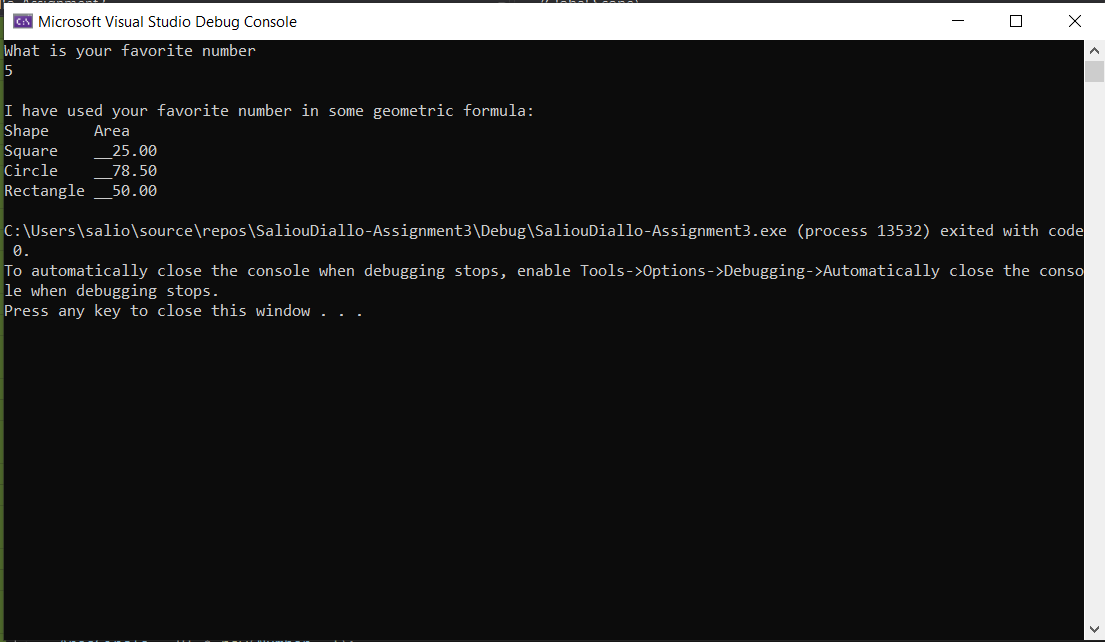 Microsoft Visual Studio Debug Console
What is your favorite number
5
I have used your favorite number in some geometric formula:
Shape     Area
Square    __25.00
Circle    __78.50
Rectangle __50.00
C:\Users\salio\source\repos\SaliouDiallo-Assignment3\Debug\SaliouDiallo-Assignment3.exe (process 13532) exited with code
 0.
To automatically close the console when debugging stops, enable Tools->Options->Debugging->Automatically close the conso
le when debugging stops.
Press any key to close this window . . .